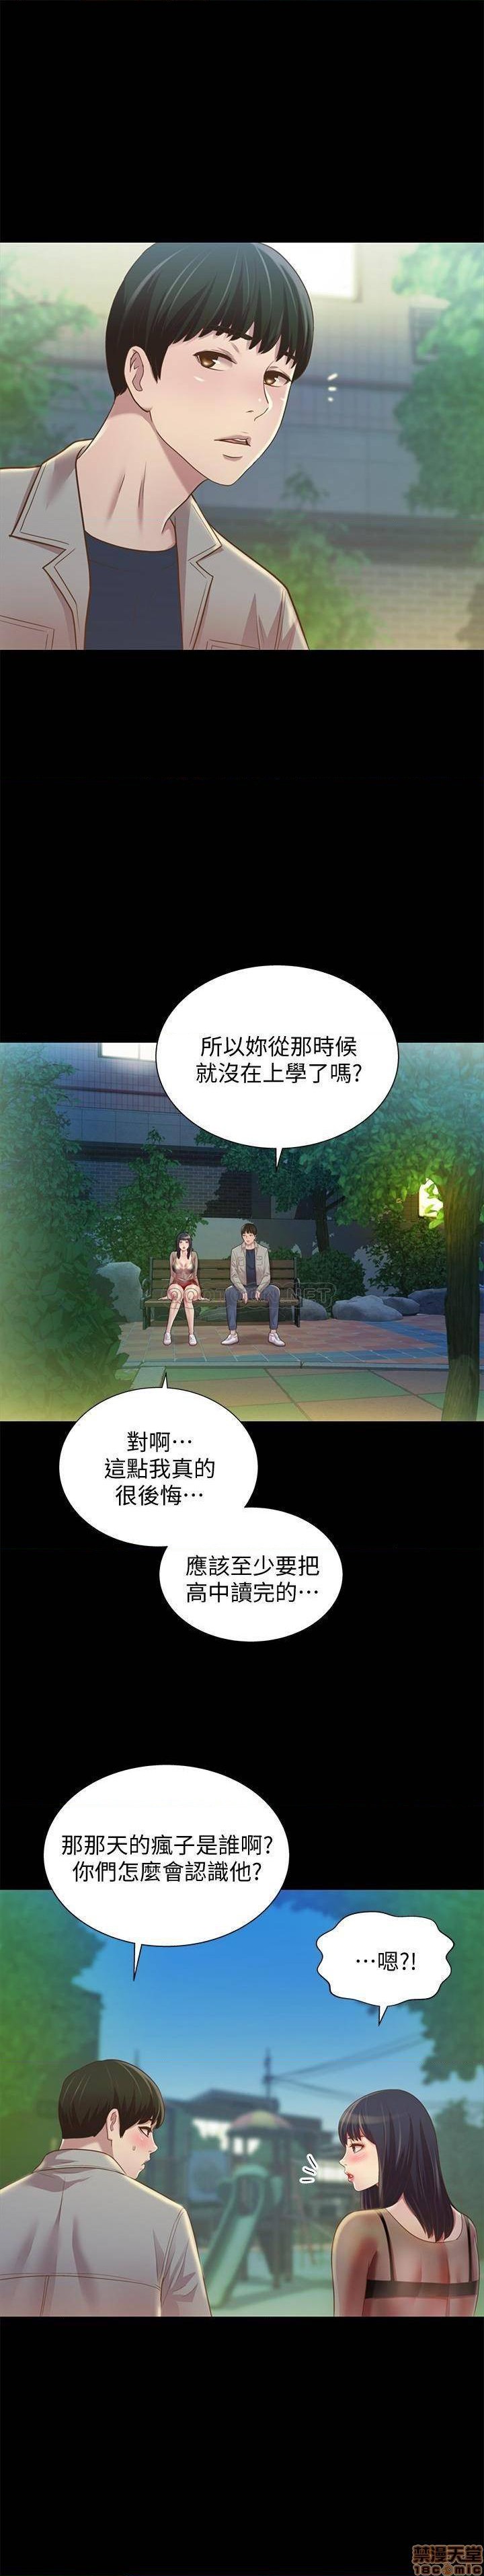 所以妳從那時候
就沒在上學了嗎?
對啊⋯
這點我真的
很後悔⋯
應該至少要把
高中讀完的⋯
那那天的瘋子是誰啊?
你們怎麼會認識他?
⋯嗯?!
禁漫天堂
18comic.vip